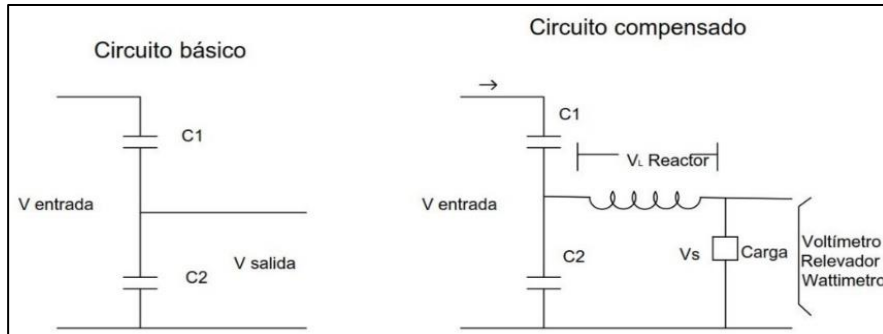 Circuito básico
C1
V entrada
V salida
C2
Circuito compensado
C1
VL Reactor
V entrada
C2
Vs
Carga
Voltímetro
Relevador
Wattimetro